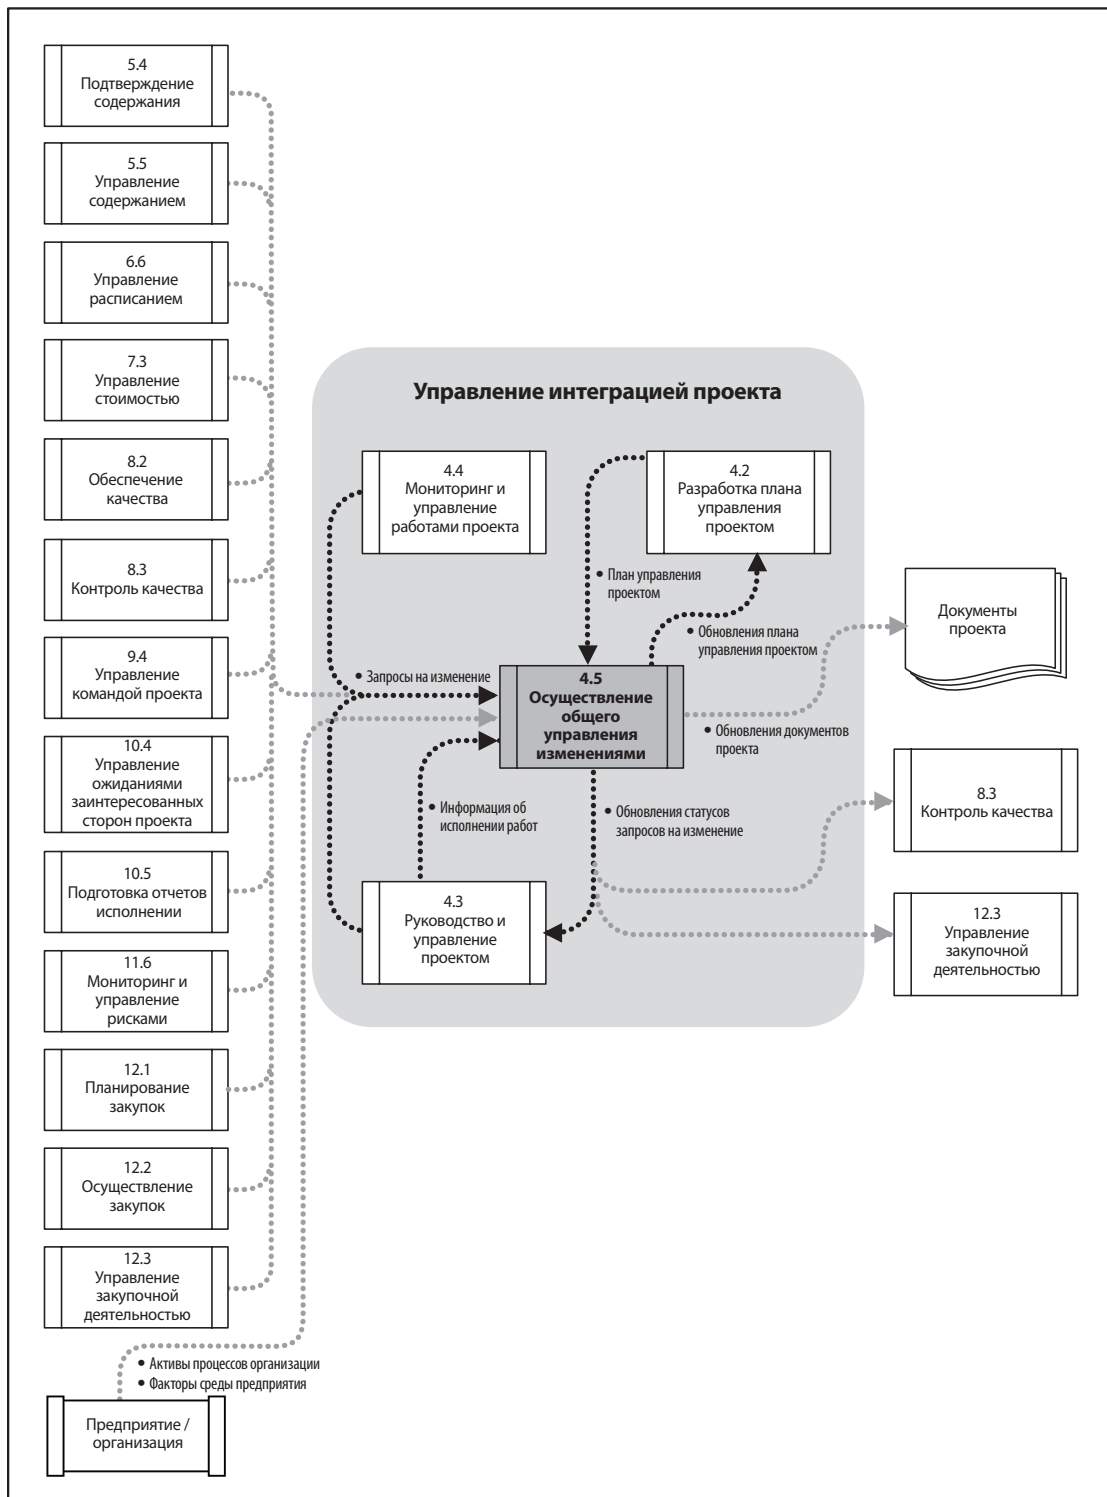 5.4
Подтверждение
содержания
5.5
Управление
содержанием
6.6
Управление
расписанием
7.3
Управление
стоимостью
8.2
Обеспечение
качества
8.3
Контроль качества
9.4
Управление
командой проекта
10.4
Управление
ожиданиями
заинтересованных
сторон проекта
10.5
Подготовка отчетов
исполнении
11.6
Мониторинг и
управление
рисками
12.1
Планирование
закупок
12.2
Осуществление
закупок
12.3
Управление
закупочной
деятельностью
• Активы процессов организации
• Факторы среды предприятия
Предприятие /
организация
Управление интеграцией проекта
4.4
Мониторинг и
управление
работами проекта
4.2
Разработка плана
управления
проектом
• План управления
проектом
• Обновления плана
управления проектом
• Запросы на изменение
4.5
Осуществление
общего
управления
изменениями
• Обновления документов
проекта
• Информация об
исполнении работ
• Обновления статусов
запросов на изменение
4.3
Руководство и
управление
проектом
Документы
проекта
8.3
Контроль качества
12.3
Управление
закупочной
деятельностью